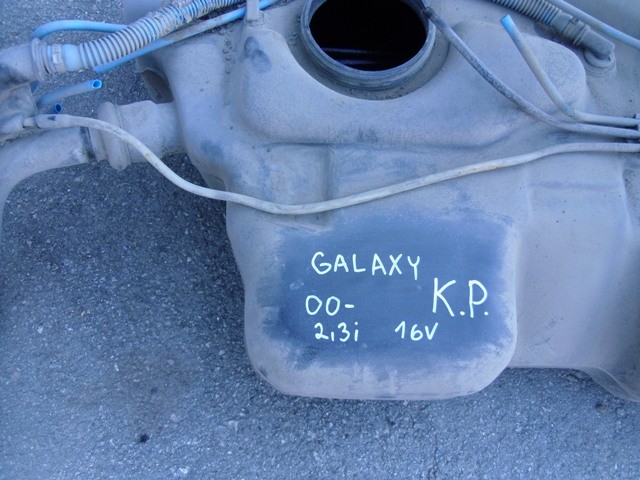 GALAXY
00- K.P.
2,3i 16V